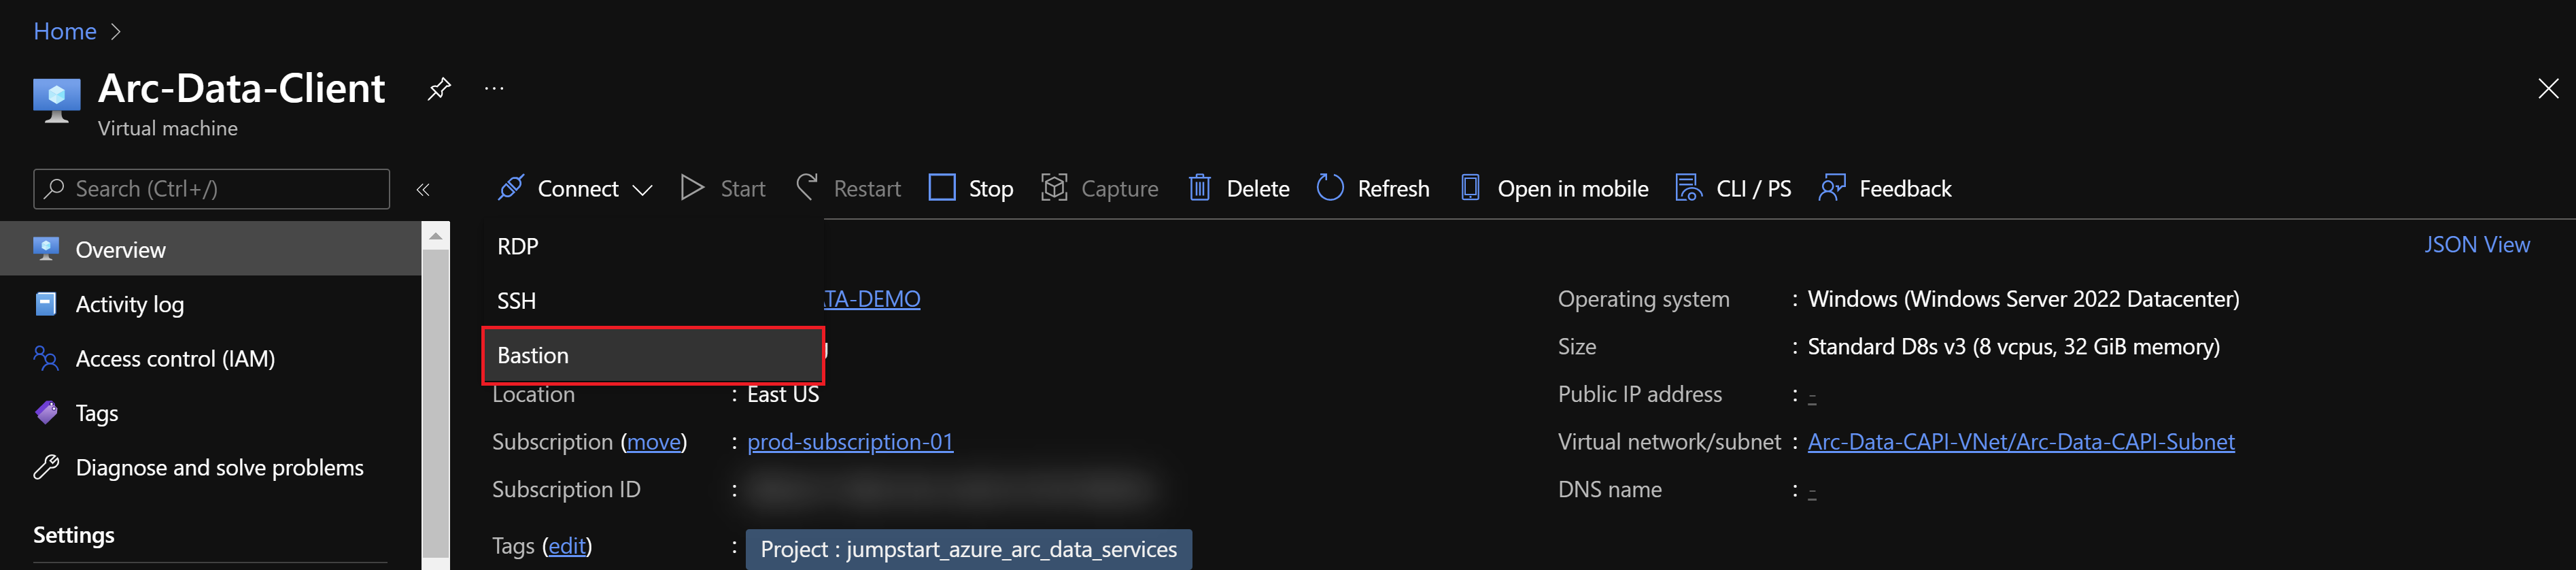 Home
Arc-Data-Client
Virtual machine
Search (Ctrl+/)
Connect Start Restart Stop Capture Delete Refresh Open in mobile CLI / PS Feedback
Overview
Activity log
Access control (IAM)
Tags
Diagnose and solve problems
Settings
RDP
SSH
Bastion
JSON View
TA-DEMO
Location : East US
Subscription (move) : prod-subscription-01
Subscription ID :
Tags (edit) : Project : jumpstart_azure_arc_data_services
Operating system : Windows (Windows Server 2022 Datacenter)
Size : Standard D8s v3 (8 vcpus, 32 GiB memory)
Public IP address : -
Virtual network/subnet : Arc-Data-CAPI-VNet/Arc-Data-CAPI-Subnet
DNS name : -